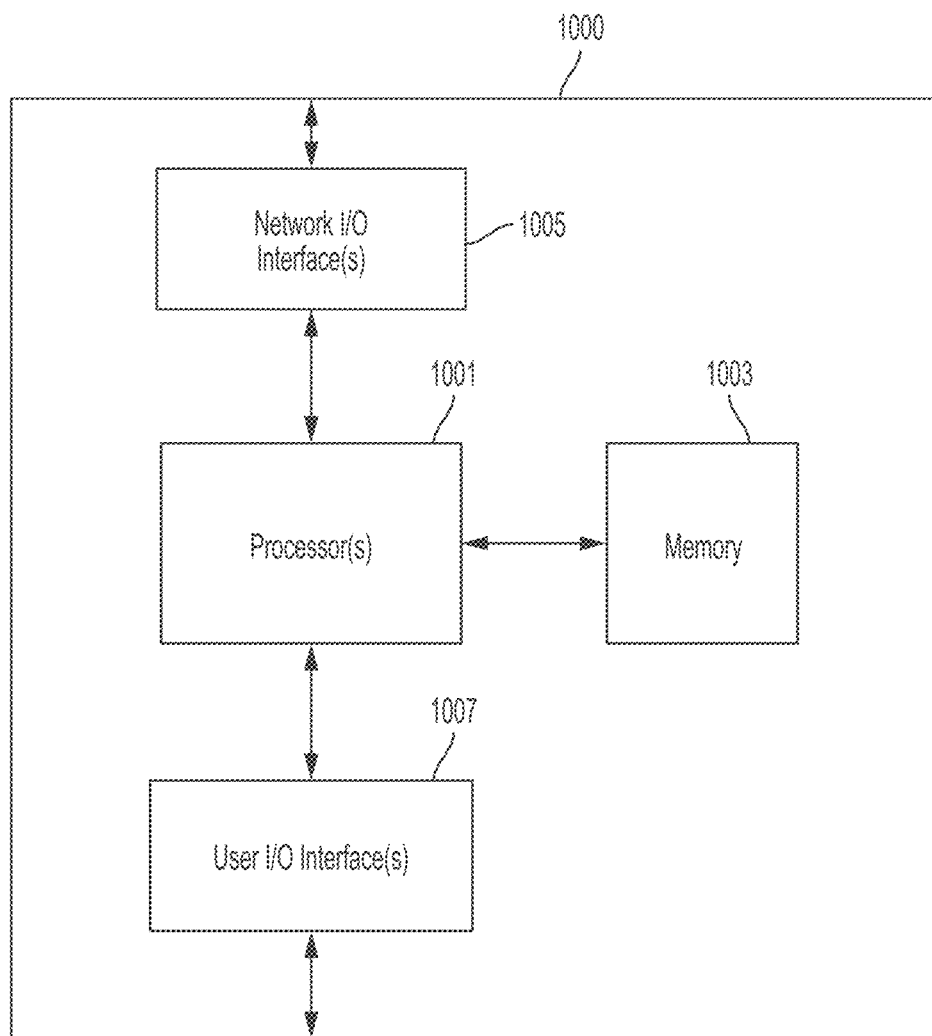 1000
Network I/O
Interface(s)
1005
1001
1003
Processor(s)
Memory
1007
User I/O Interface(s)